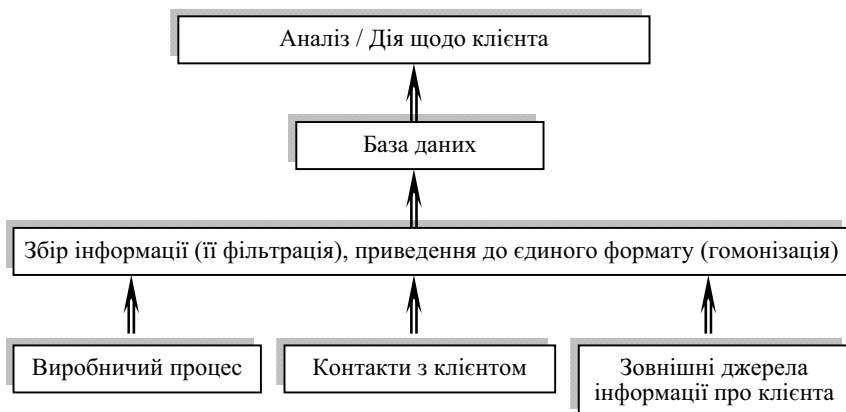 Аналіз / Дія щодо клієнта
База даних
Збір інформації (її фільтрація), приведення до єдиного формату (гомонізація)
Виробничий процес
Контакти з клієнтом
Зовнішні джерела
інформації про клієнта